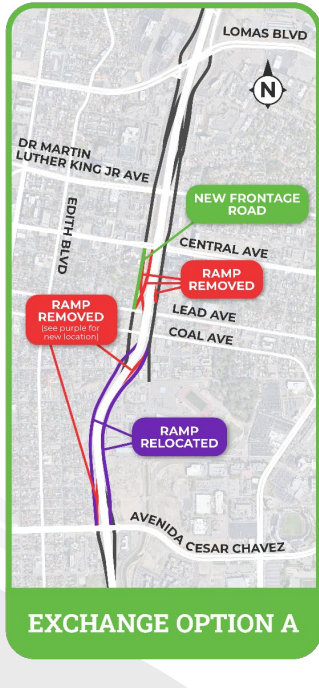 LOMAS BLVD
N
DR MARTIN
LUTHER KING JR AVE
NEW FRONTAGE
ROAD
EDITH BLVD
CENTRAL AVE
RAMP
REMOVED
RAMP
REMOVED
(see purple for
new location)
LEAD AVE
COAL AVE
RAMP
RELOCATED
AVENIDA CESAR CHAVEZ
EXCHANGE OPTION A